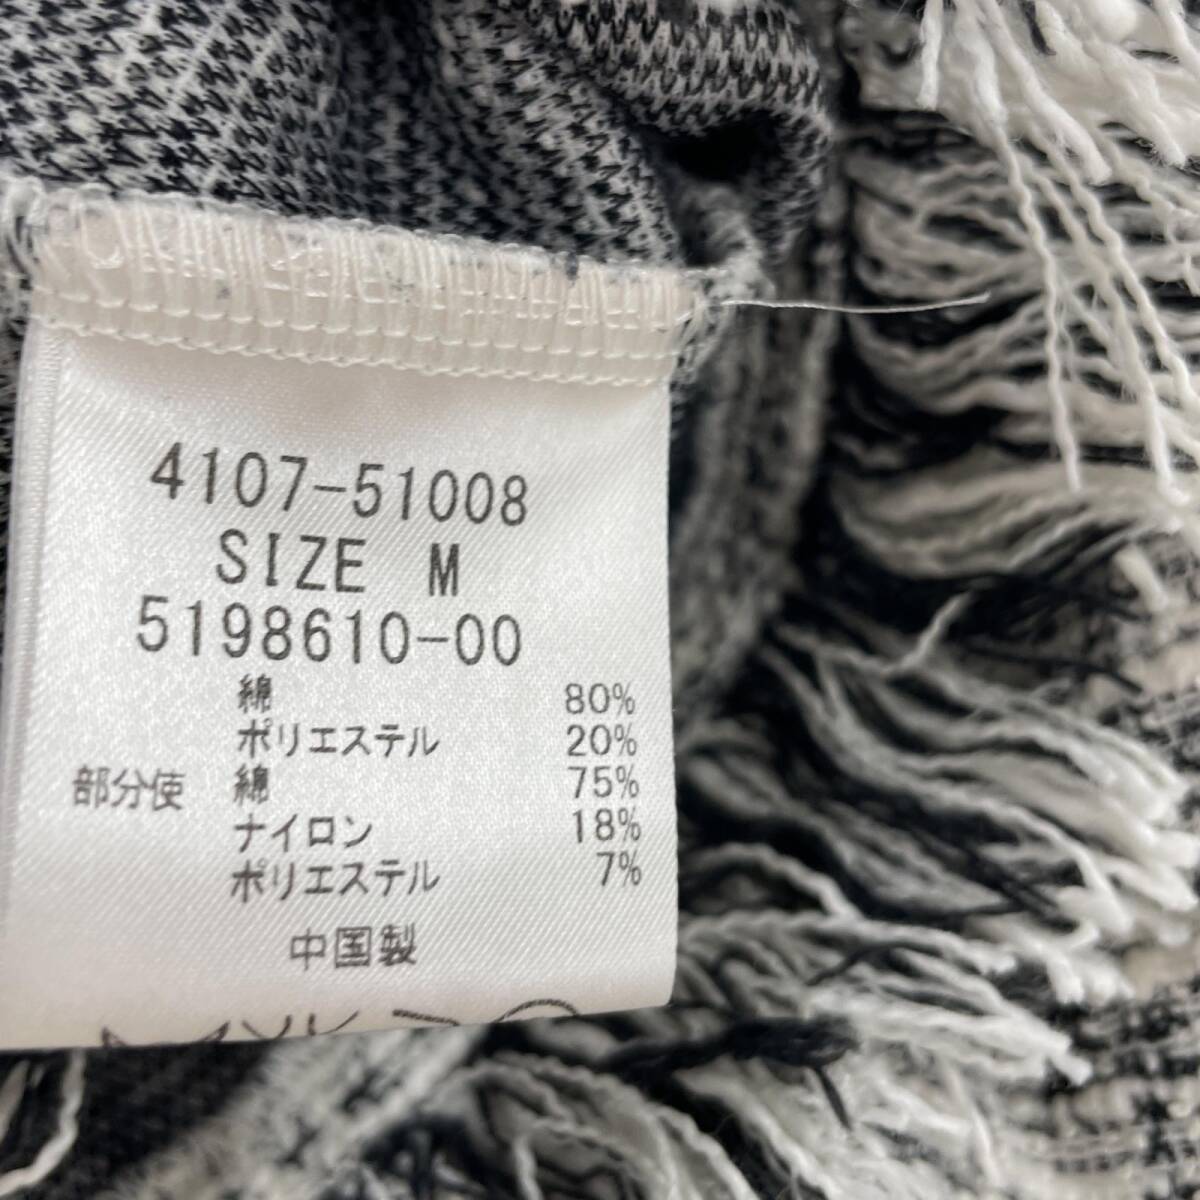 4107-51008
SIZE M
5198610-00
綿 80%
ポリエステル 20%
部分使 綿 75%
ナイロン 18%
ポリエステル 7%
中国製